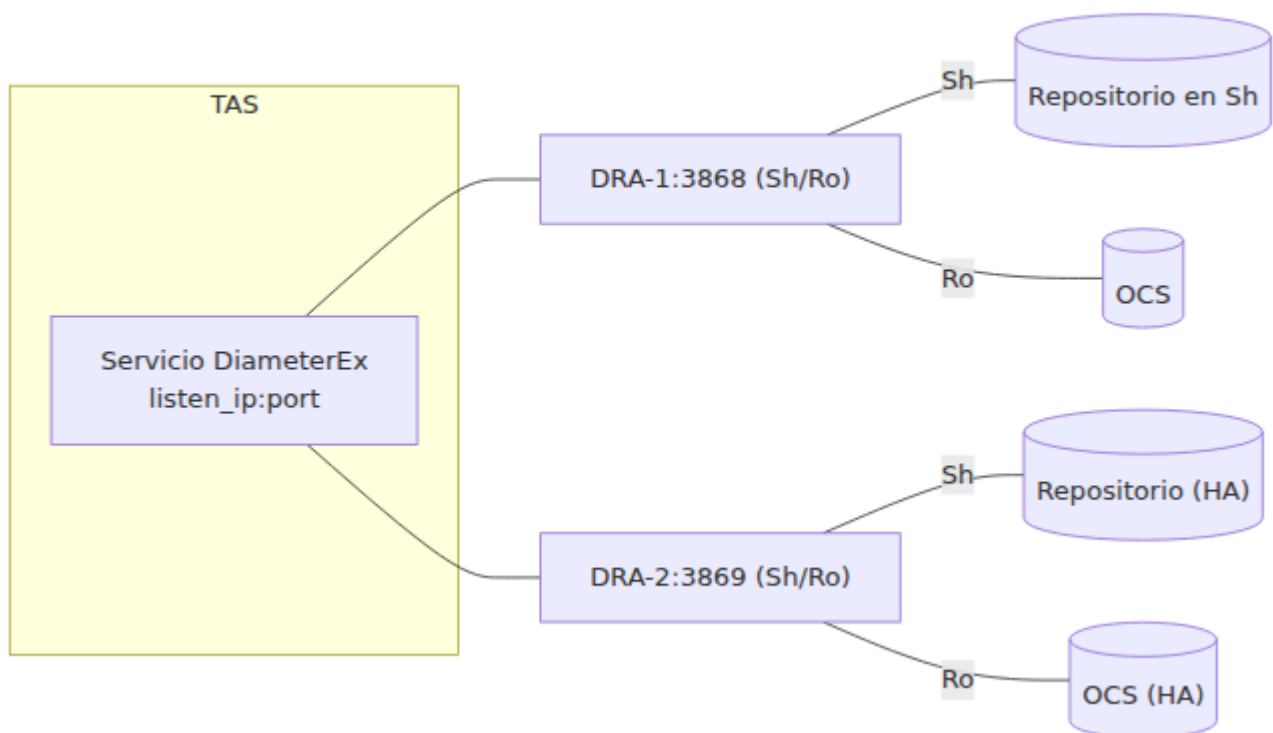 TAS
Servicio DiameterEx
listen_ip:port
DRA-1:3868 (Sh/Ro)
Sh
Repositorio en Sh
Ro
OCS
DRA-2:3869 (Sh/Ro)
Sh
Repositorio (HA)
Ro
OCS (HA)